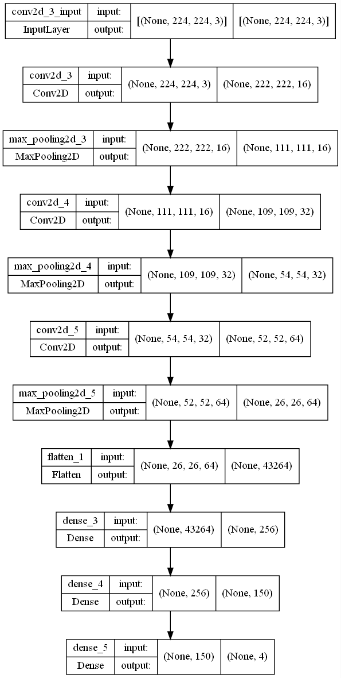 conv2d_3_input input: [(None, 224, 224, 3)] [(None, 224, 224, 3)]
InputLayer output:
conv2d_3 input: (None, 224, 224, 3) (None, 222, 222, 16)
Conv2D output:
max_pooling2d_3 input: (None, 222, 222, 16) (None, 111, 111, 16)
MaxPooling2D output:
conv2d_4 input: (None, 111, 111, 16) (None, 109, 109, 32)
Conv2D output:
max_pooling2d_4 input: (None, 109, 109, 32) (None, 54, 54, 32)
MaxPooling2D output:
conv2d_5 input: (None, 54, 54, 32) (None, 52, 52, 64)
Conv2D output:
max_pooling2d_5 input: (None, 52, 52, 64) (None, 26, 26, 64)
MaxPooling2D output:
flatten_1 input: (None, 26, 26, 64) (None, 43264)
Flatten output:
dense_3 input: (None, 43264) (None, 256)
Dense output:
dense_4 input: (None, 256) (None, 150)
Dense output:
dense_5 input: (None, 150) (None, 4)
Dense output: